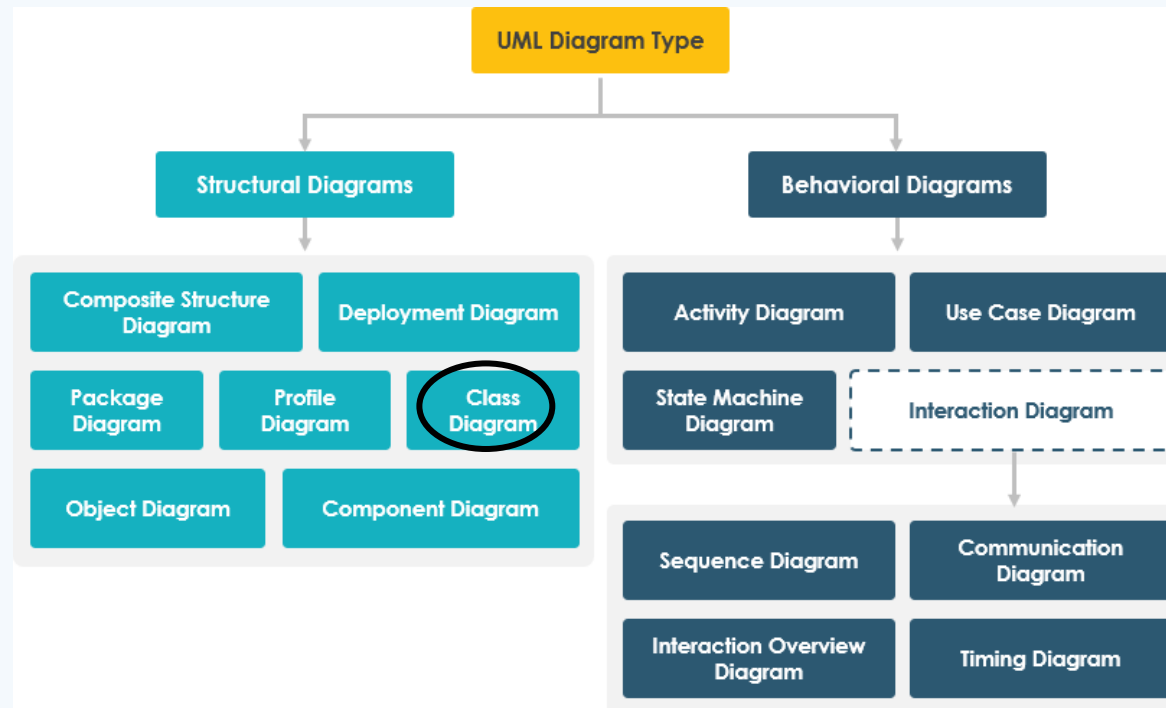 UML Diagram Type
Structural Diagrams
Behavioral Diagrams
Composite Structure
Diagram
Deployment Diagram
Package
Diagram
Profile
Diagram
Class
Diagram
Object Diagram
Component Diagram
Activity Diagram
Use Case Diagram
State Machine
Diagram
Interaction Diagram
Sequence Diagram
Communication
Diagram
Interaction Overview
Diagram
Timing Diagram